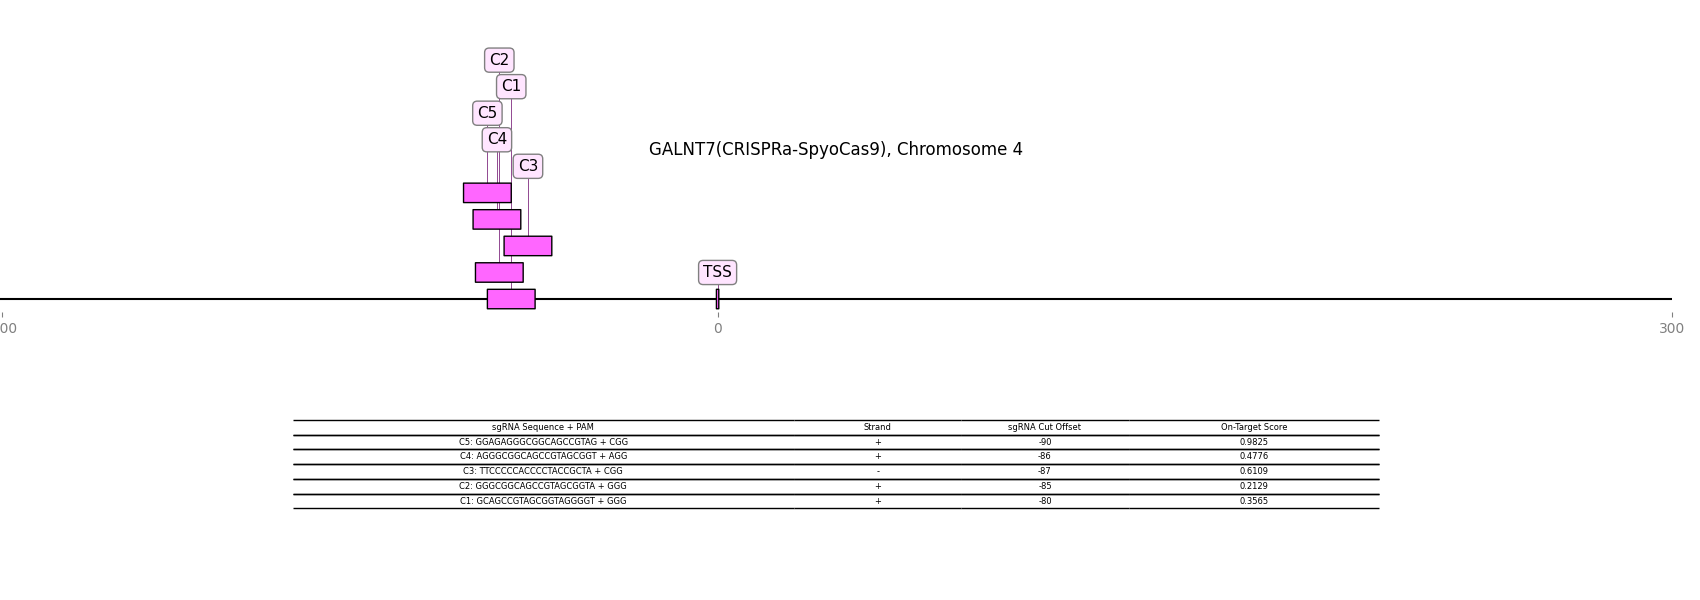 C2
C1
C5
C4
GALNT7(CRISPRa-SpyoCas9), Chromosome 4
C3
TSS
00 0 300
sgRNA Sequence + PAM Strand sgRNA Cut Offset On-Target Score
C5: GGAGAGGGCGGCAGCCGTAG + CGG + -90 0.9825
C4: AGGGCGGCAGCCGTAGCGGT + AGG + -86 0.4776
C3: TTCCCCCACCCCTACCGCTA + CGG - -87 0.6109
C2: GGGCGGCAGCCGTAGCGGTA + GGG + -85 0.2129
C1: GCAGCCGTAGCGGTAGGGGT + GGG + -80 0.3565